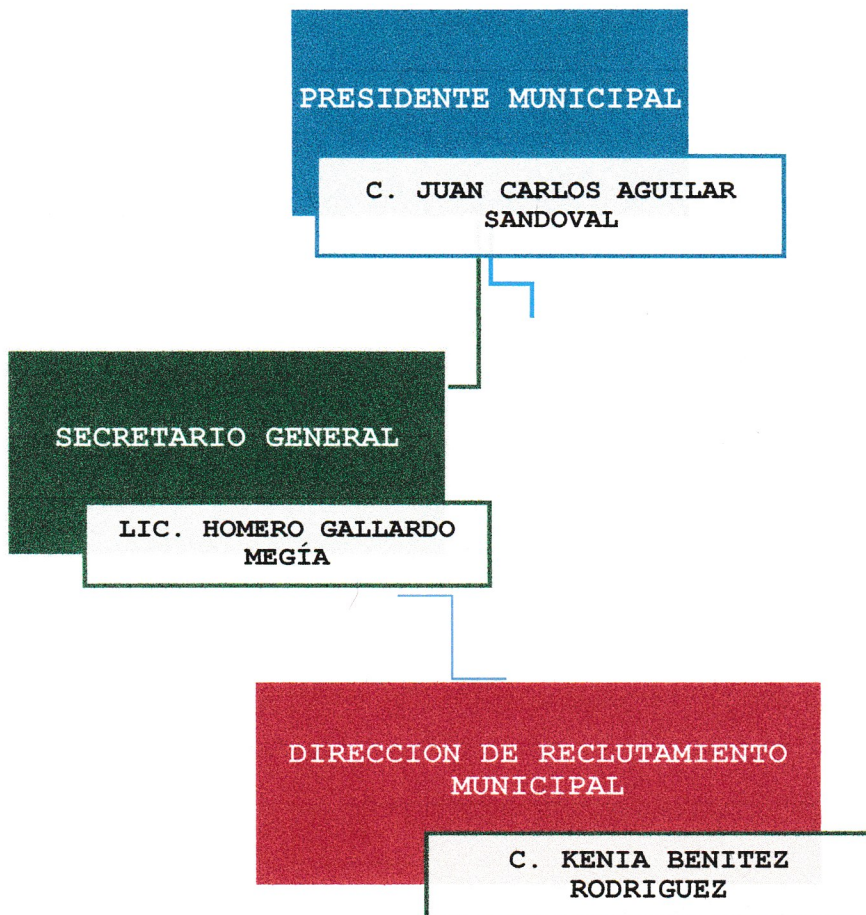 PRESIDENTE MUNICIPAL
C. JUAN CARLOS AGUILAR
SANDOVAL
SECRETARIO GENERAL
LIC. HOMERO GALLARDO
MEGÍA
DIRECCION DE RECLUTAMIENTO
MUNICIPAL
C. KENIA BENITEZ
RODRIGUEZ